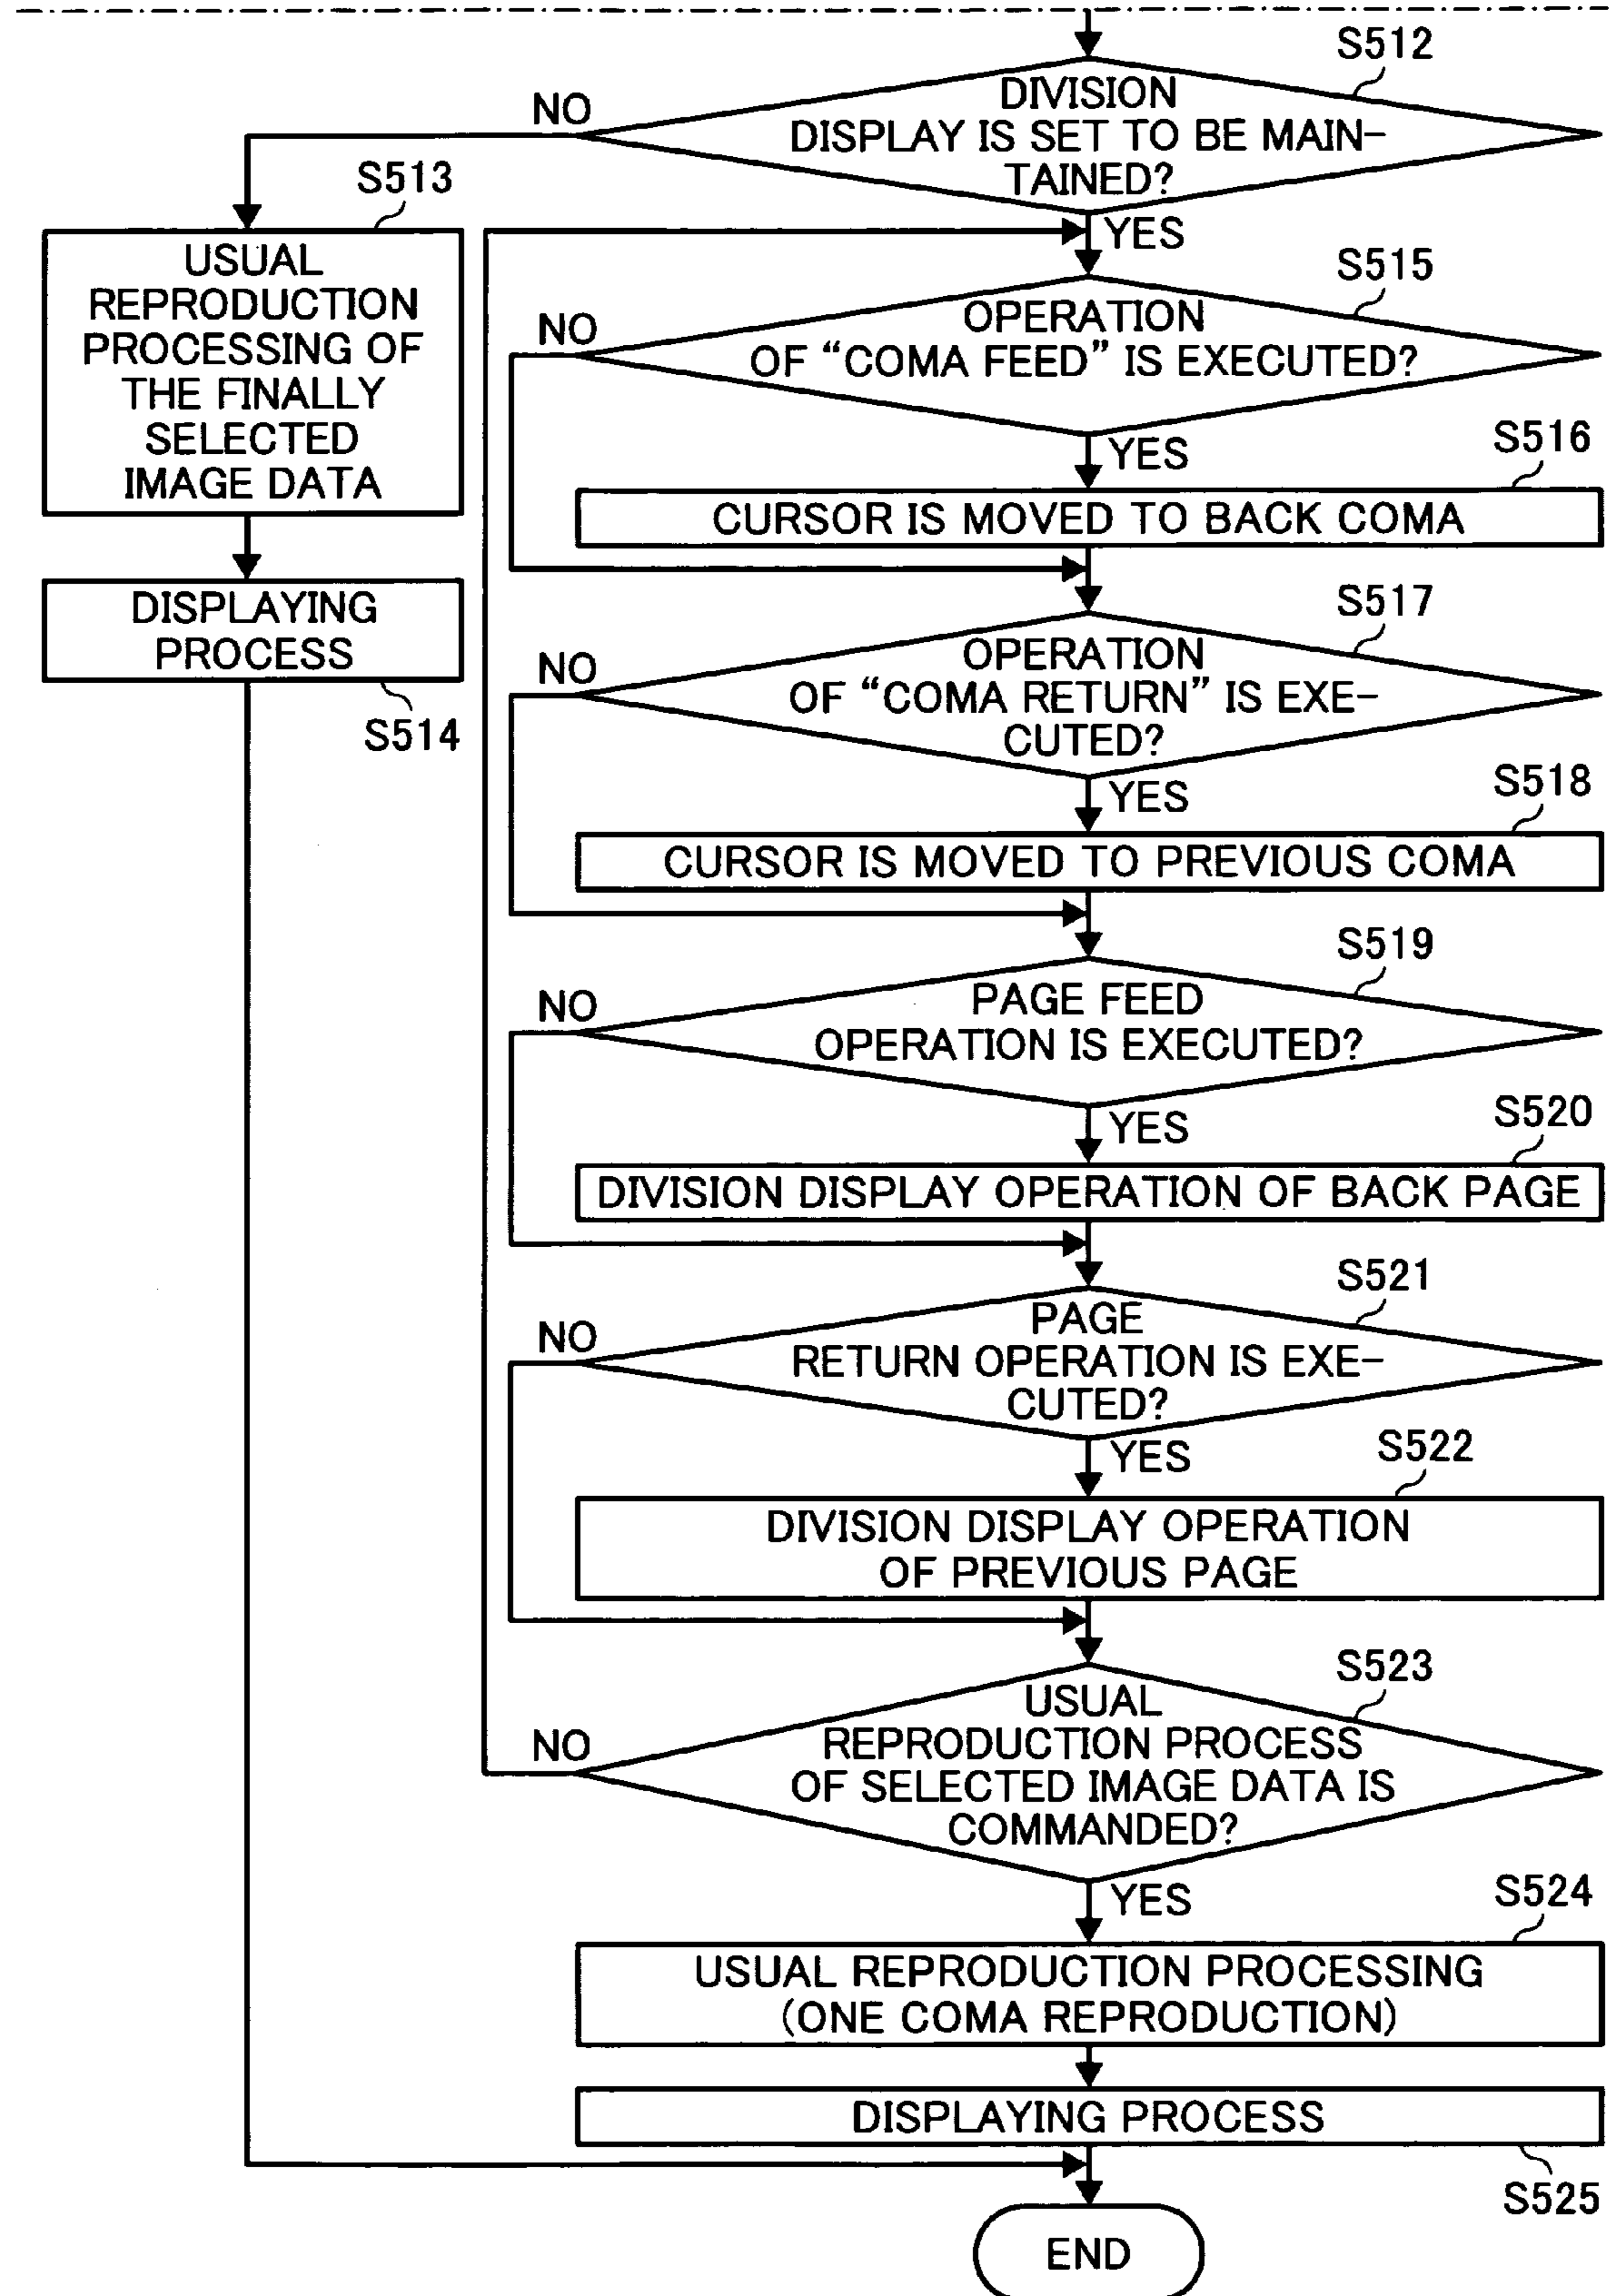 S512
DIVISION
DISPLAY IS SET TO BE MAIN-
TAINED?
NO
YES
S513
USUAL
REPRODUCTION
PROCESSING OF
THE FINALLY
SELECTED
IMAGE DATA
DISPLAYING
PROCESS
S514
S515
OPERATION
OF “COMA FEED” IS EXECUTED?
NO
YES
S516
CURSOR IS MOVED TO BACK COMA
S517
OPERATION
OF “COMA RETURN” IS EXE-
CUTED?
NO
YES
S518
CURSOR IS MOVED TO PREVIOUS COMA
S519
PAGE FEED
OPERATION IS EXECUTED?
NO
YES
S520
DIVISION DISPLAY OPERATION OF BACK PAGE
S521
PAGE
RETURN OPERATION IS EXE-
CUTED?
NO
YES
S522
DIVISION DISPLAY OPERATION
OF PREVIOUS PAGE
S523
USUAL
REPRODUCTION PROCESS
OF SELECTED IMAGE DATA IS
COMMANDED?
NO
YES
S524
USUAL REPRODUCTION PROCESSING
(ONE COMA REPRODUCTION)
DISPLAYING PROCESS
S525
END